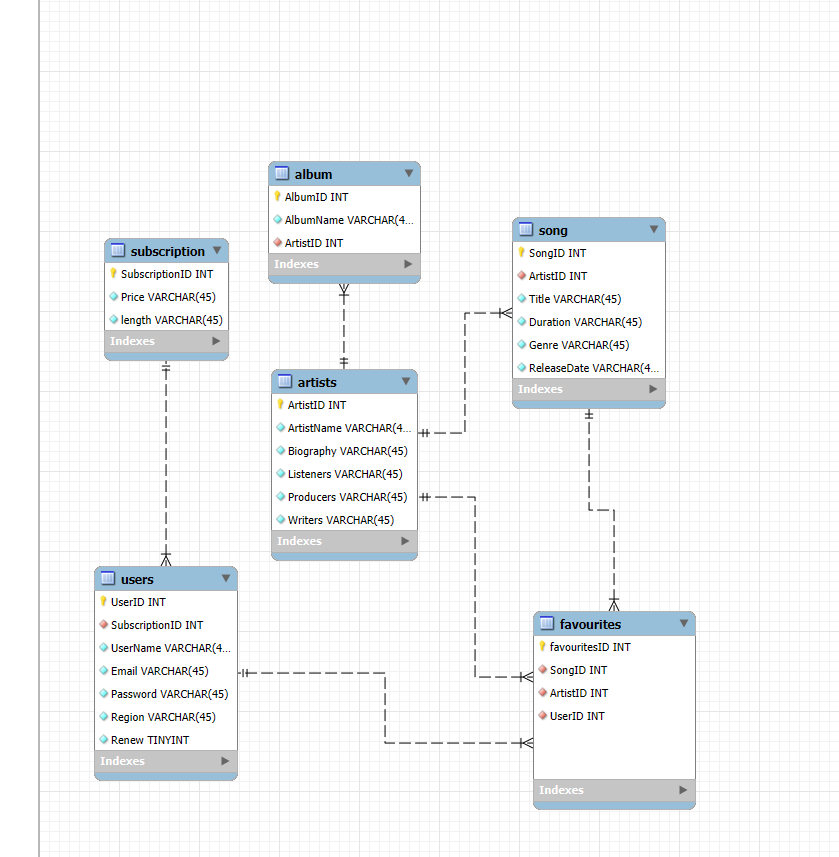 album
AlbumID INT
AlbumName VARCHAR(4...
ArtistID INT
Indexes
subscription
SubscriptionID INT
Price VARCHAR(45)
length VARCHAR(45)
Indexes
song
SongID INT
ArtistID INT
Title VARCHAR(45)
Duration VARCHAR(45)
Genre VARCHAR(45)
ReleaseDate VARCHAR(4...
Indexes
artists
ArtistID INT
ArtistName VARCHAR(4...
Biography VARCHAR(45)
Listeners VARCHAR(45)
Producers VARCHAR(45)
Writers VARCHAR(45)
Indexes
users
UserID INT
SubscriptionID INT
UserName VARCHAR(4...
Email VARCHAR(45)
Password VARCHAR(45)
Region VARCHAR(45)
Renew TINYINT
Indexes
favourites
favouritesID INT
SongID INT
ArtistID INT
UserID INT
Indexes